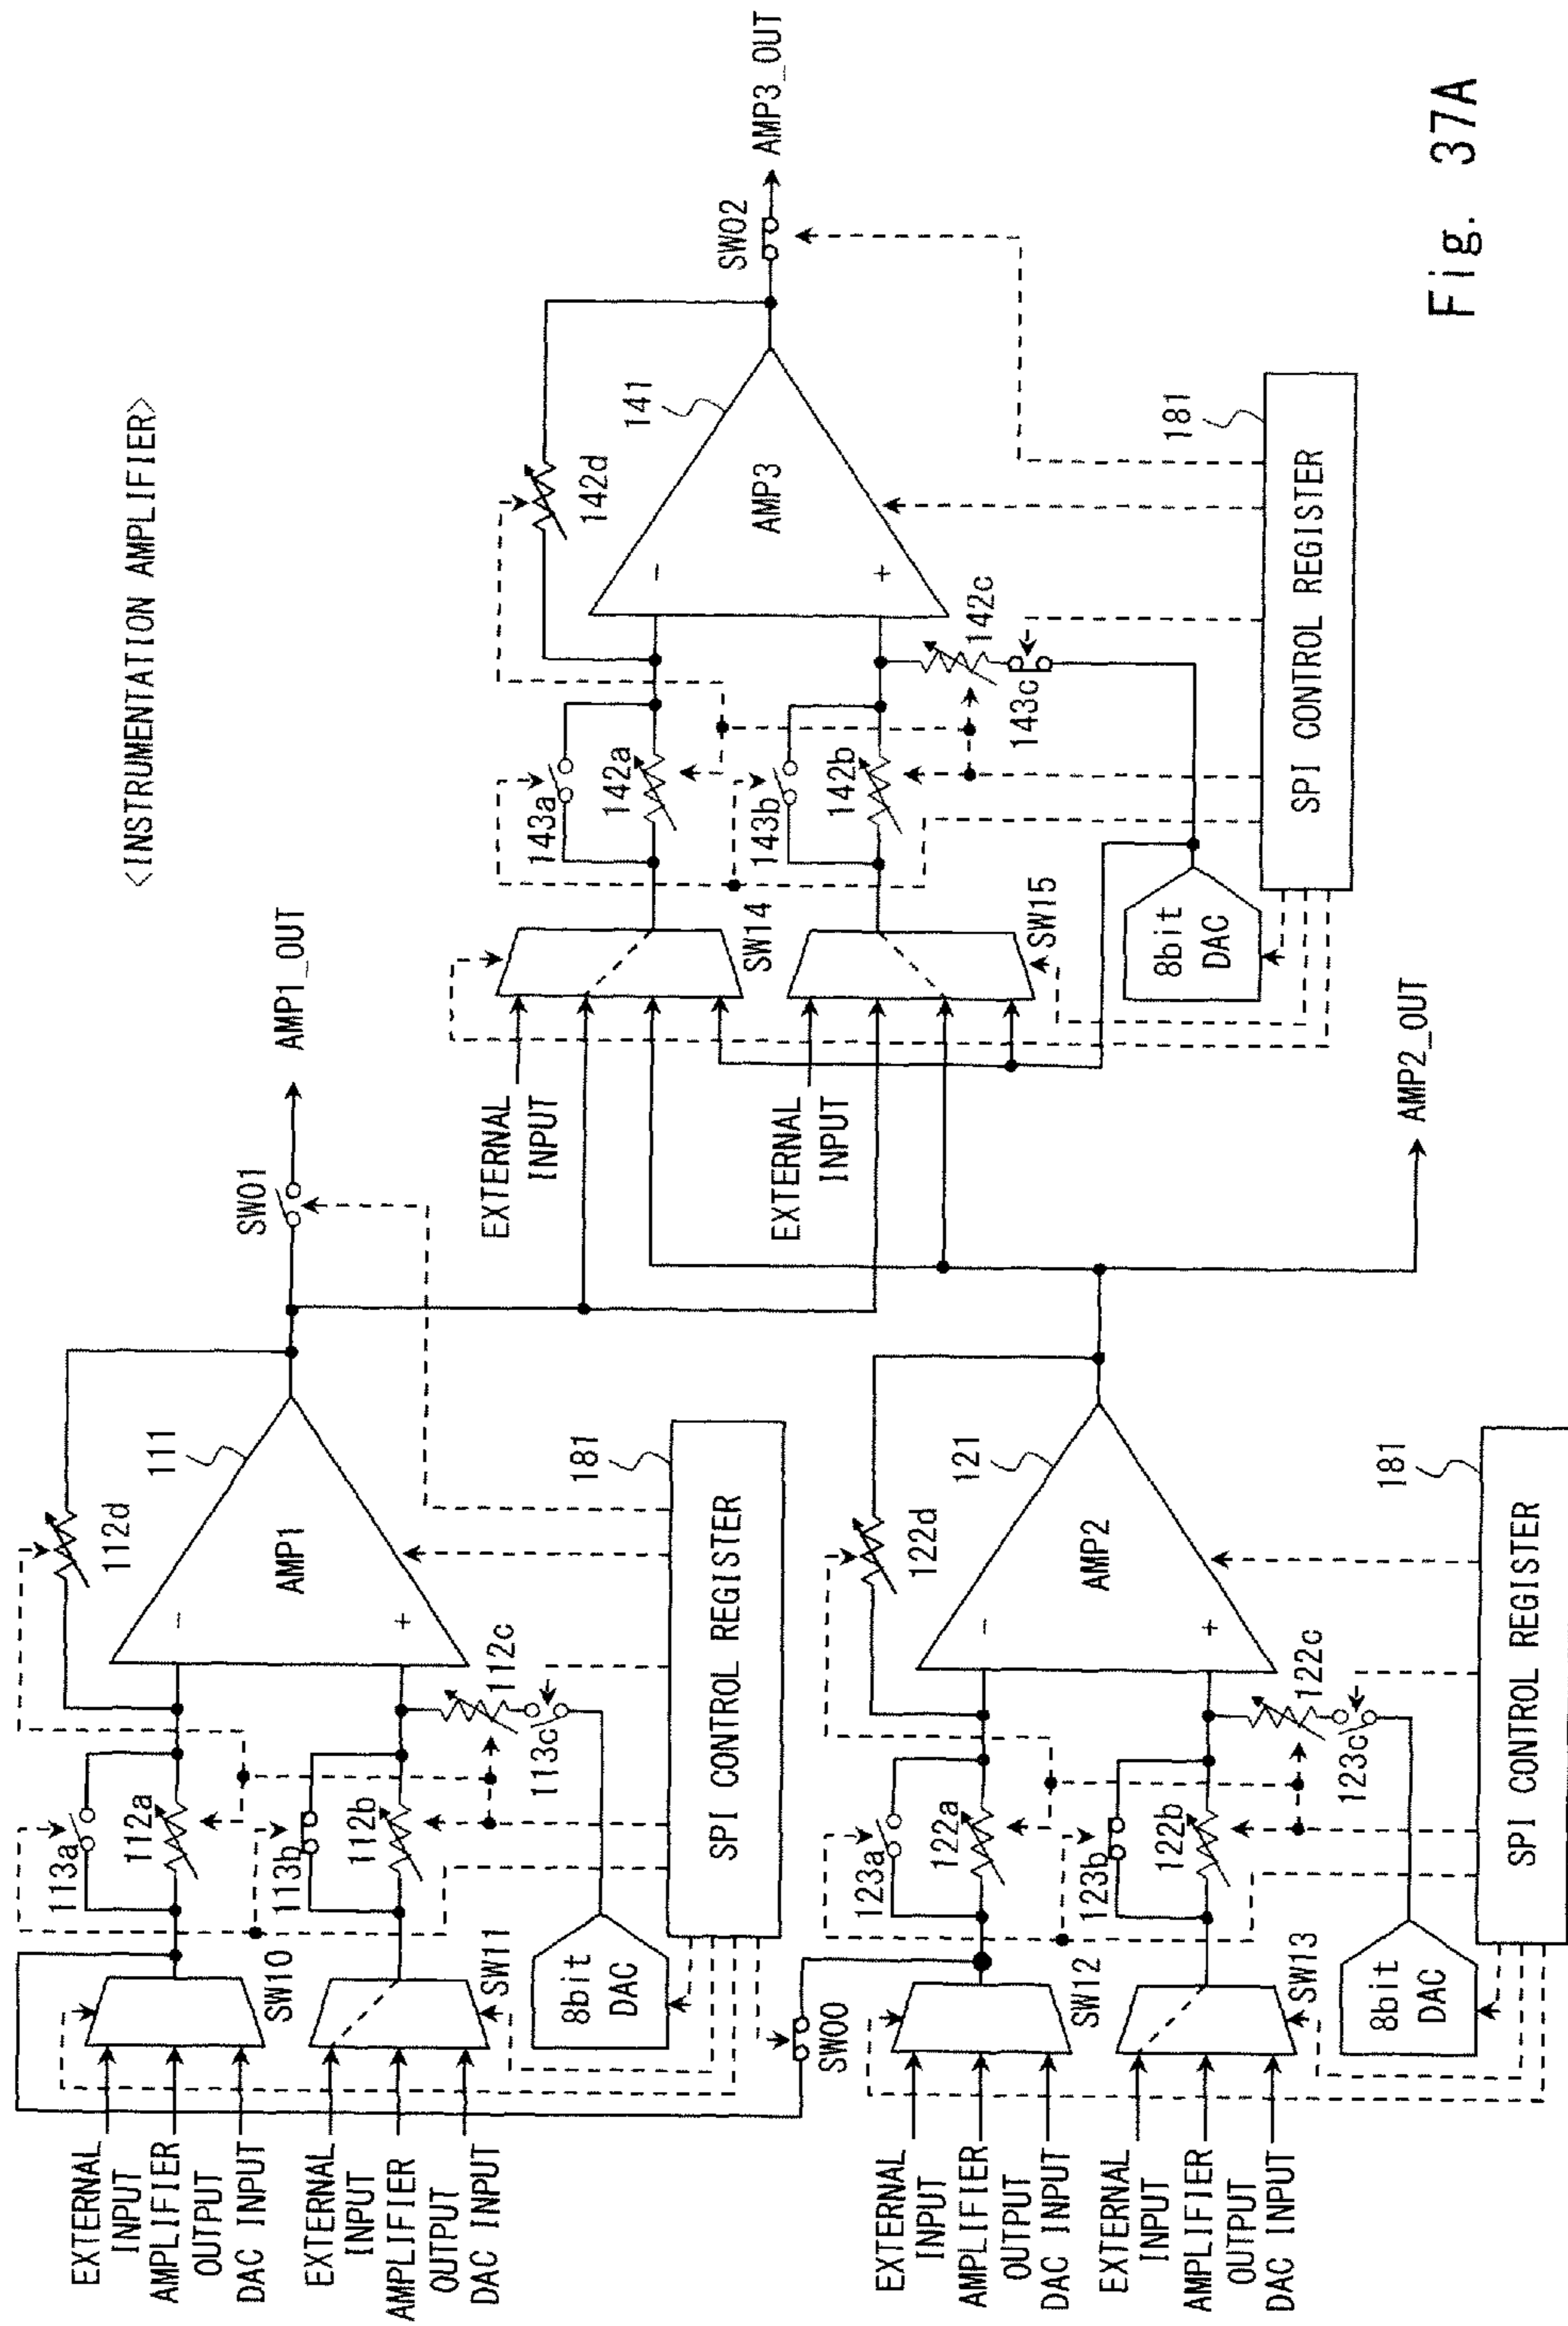 <INSTRUMENTATION AMPLIFIER>
EXTERNAL
INPUT
AMPLIFIER
OUTPUT
DAC INPUT
EXTERNAL
INPUT
AMPLIFIER
OUTPUT
DAC INPUT
SW10
SW11
113a
112a
113b
112b
112c
113c
112d
111
-
+
AMP1
8bit
DAC
181
SPI CONTROL REGISTER
SW01
AMP1_OUT
SW00
EXTERNAL
INPUT
AMPLIFIER
OUTPUT
DAC INPUT
EXTERNAL
INPUT
AMPLIFIER
OUTPUT
DAC INPUT
SW12
SW13
123a
122a
123b
122b
122c
123c
122d
121
-
+
AMP2
8bit
DAC
181
SPI CONTROL REGISTER
AMP2_OUT
EXTERNAL
INPUT
EXTERNAL
INPUT
SW14
SW15
143a
142a
143b
142b
142c
143c
142d
141
-
+
AMP3
8bit
DAC
181
SPI CONTROL REGISTER
SW02
AMP3_OUT
Fig. 37A